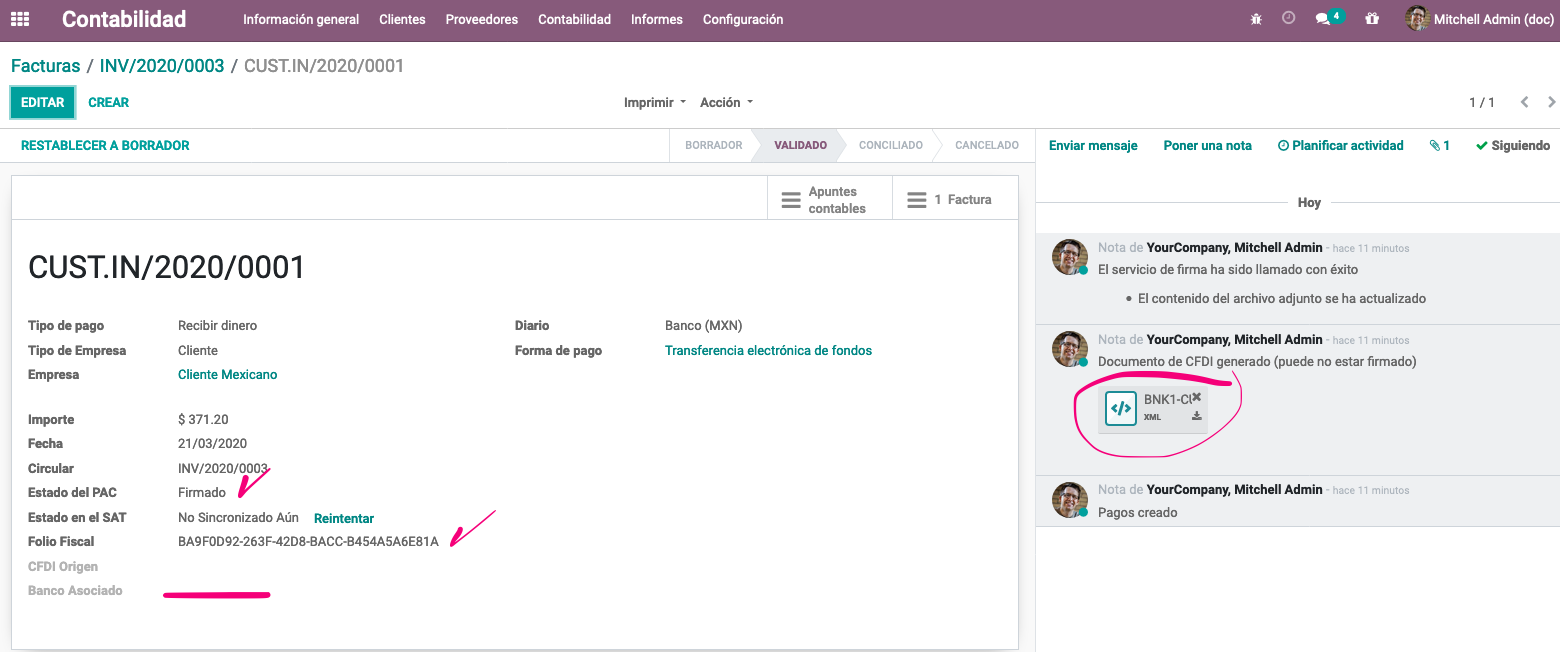 Contabilidad Información general Clientes Proveedores Contabilidad Informes Configuración 4 Mitchell Admin (doc)
Facturas / INV/2020/0003 / CUST.IN/2020/0001
EDITAR CREAR Imprimir Acción 1 / 1
RESTABLECER A BORRADOR BORRADOR VALIDADO CONCILIADO CANCELADO
Apuntes contables
1 Factura
CUST.IN/2020/0001
Tipo de pago Recibir dinero
Tipo de Empresa Cliente
Empresa Cliente Mexicano
Diario Banco (MXN)
Forma de pago Transferencia electrónica de fondos
Importe $ 371.20
Fecha 21/03/2020
Circular INV/2020/0003
Estado del PAC Firmado
Estado en el SAT No Sincronizado Aún Reintentar
Folio Fiscal BA9F0D92-263F-42D8-BACC-B454A5A6E81A
CFDI Origen
Banco Asociado
Enviar mensaje Poner una nota Planificar actividad 1 Siguiendo
Hoy
Nota de YourCompany, Mitchell Admin - hace 11 minutos
El servicio de firma ha sido llamado con éxito
• El contenido del archivo adjunto se ha actualizado
Nota de YourCompany, Mitchell Admin - hace 11 minutos
Documento de CFDI generado (puede no estar firmado)
XML
Nota de YourCompany, Mitchell Admin - hace 11 minutos
Pagos creado